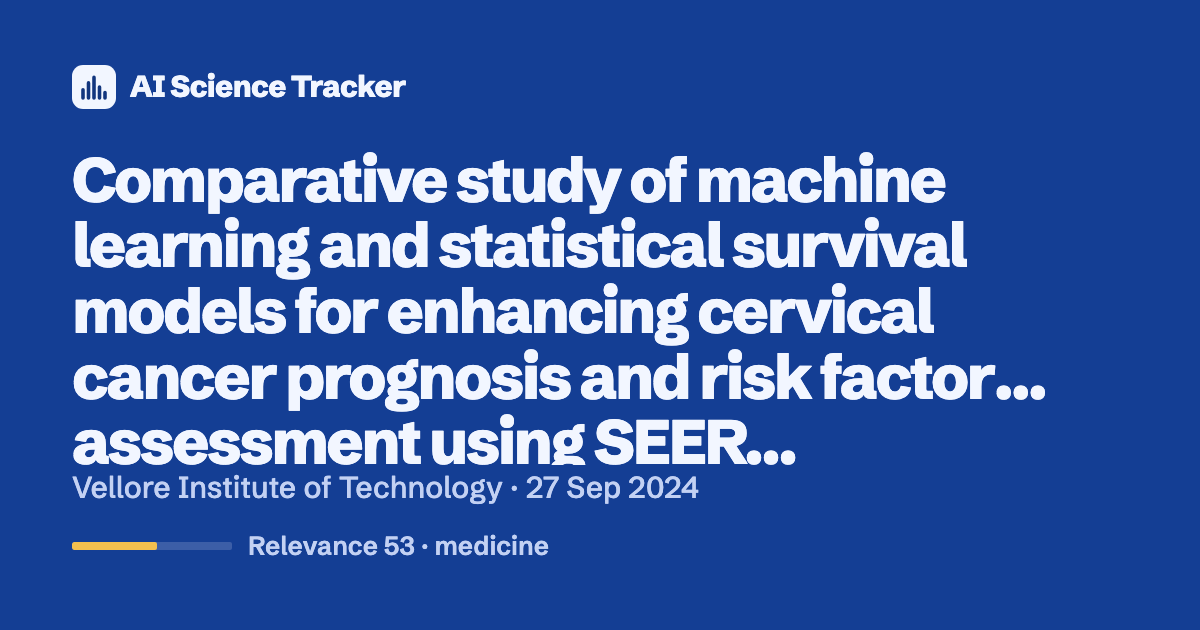 AI Science Tracker
Comparative study of machine
learning and statistical survival
models for enhancing cervical
cancer prognosis and risk factor...
assessment using SEER...
Vellore Institute of Technology · 27 Sep 2024
Relevance 53 · medicine